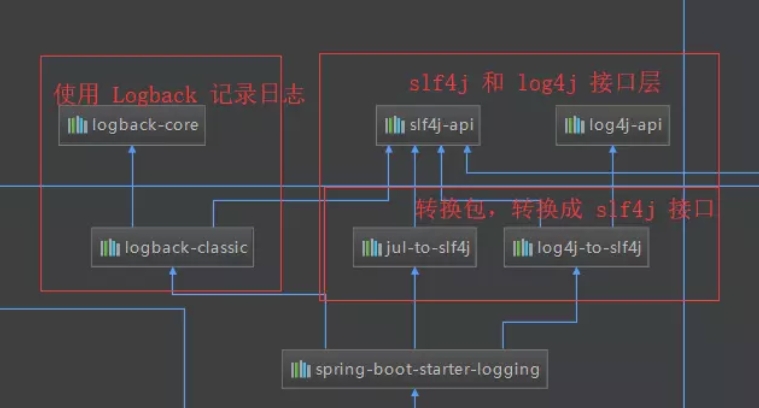 使用 Logback 记录日志
slf4j 和 log4j 接口层
logback-core
slf4j-api
log4j-api
转换包，转换成 slf4j 接口
logback-classic
jul-to-slf4j
log4j-to-slf4j
spring-boot-starter-logging